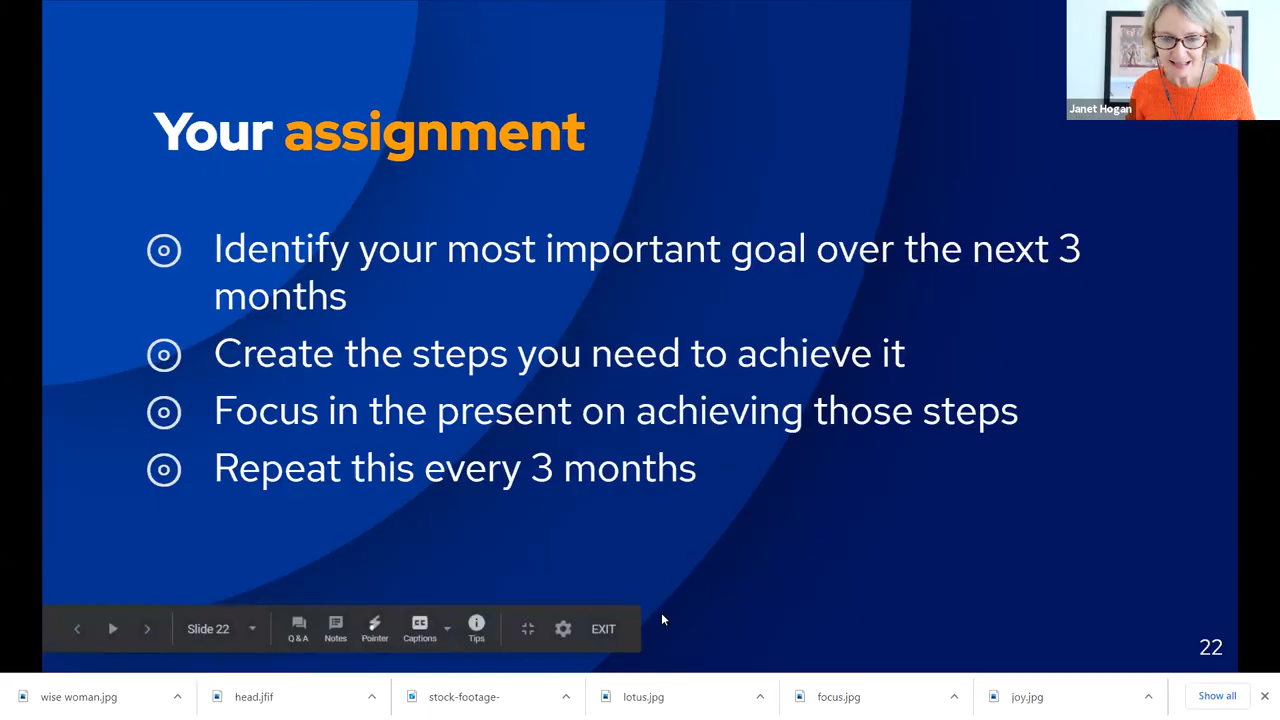 Janet Hogan
Your assignment
Identify your most important goal over the next 3
months
Create the steps you need to achieve it
Focus in the present on achieving those steps
Repeat this every 3 months
Slide 22
Q & A
Notes
Pointer
CC
Captions
Tips
EXIT
22
wise woman.jpg
head.jfif
stock-footage-
lotus.jpg
focus.jpg
joy.jpg
Show all